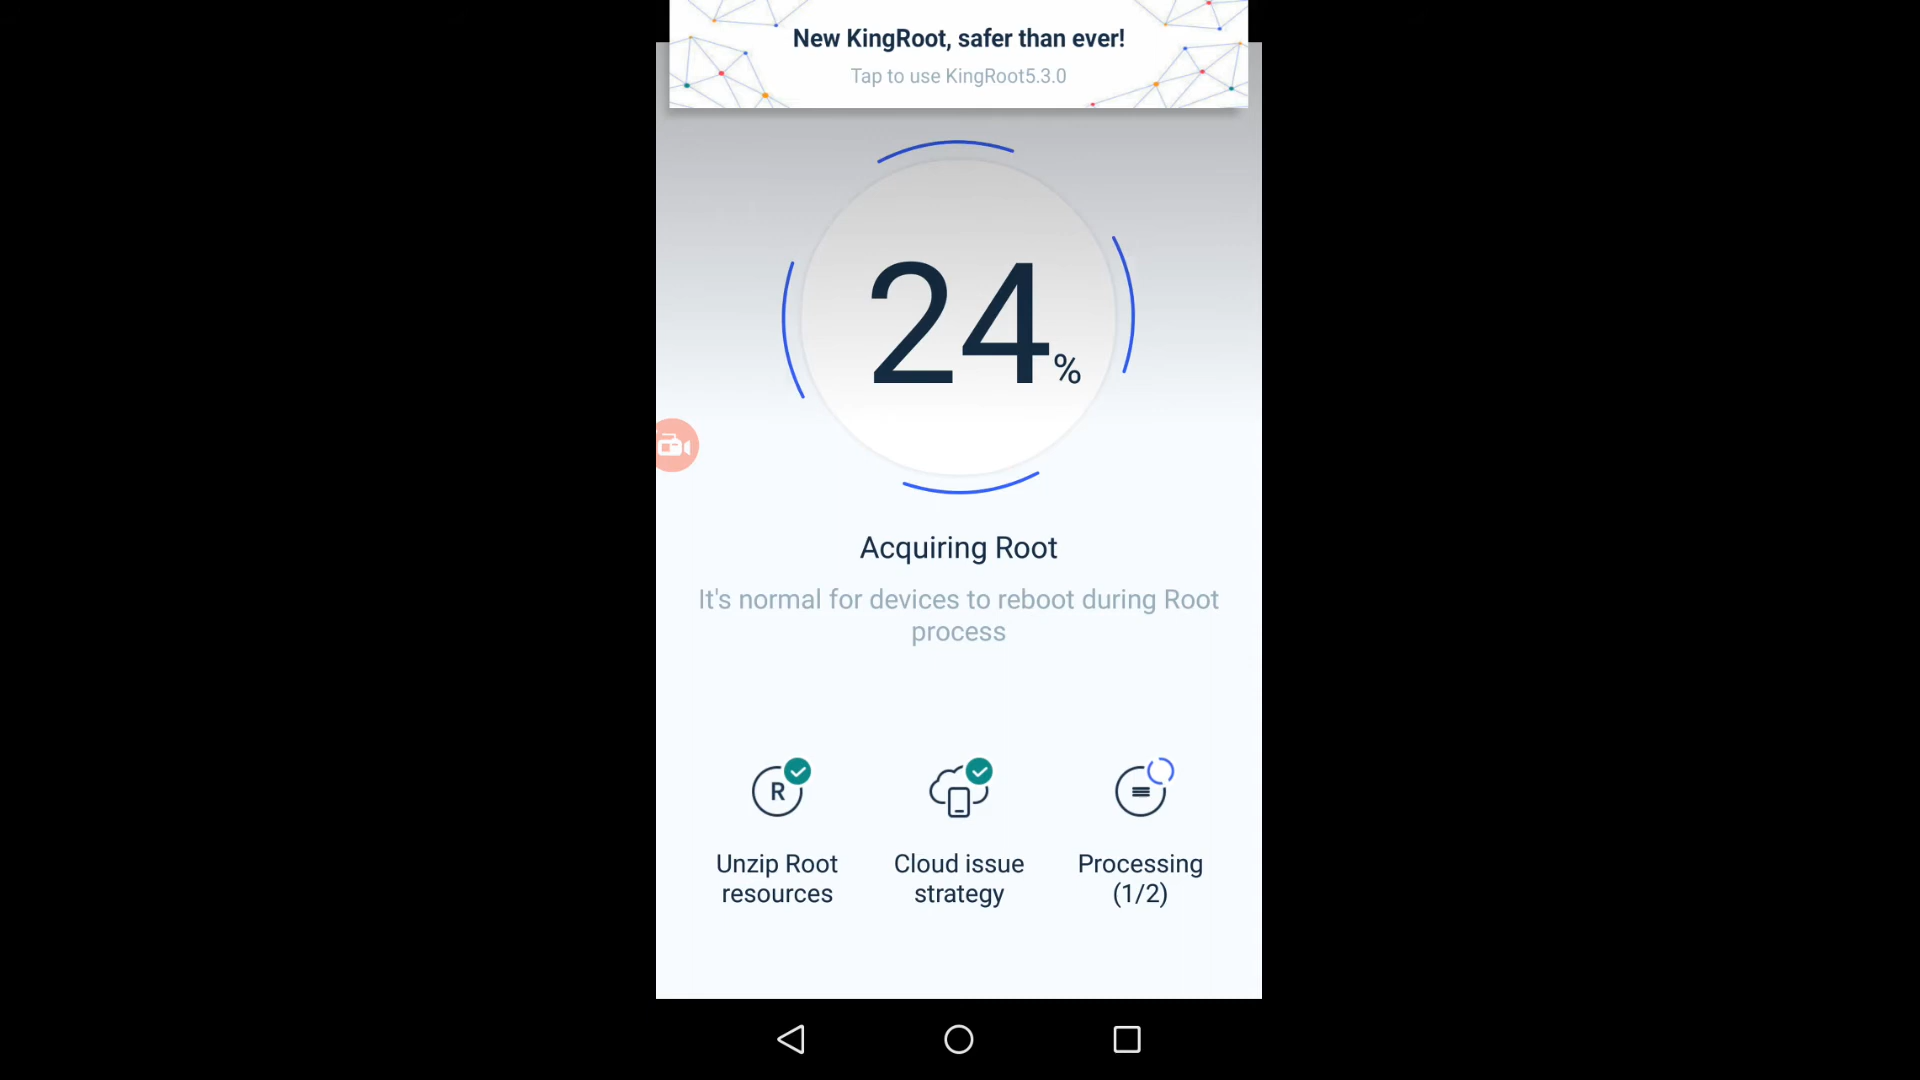 New KingRoot, safer than ever!
Tap to use KingRoot5.3.0
24%
Acquiring Root
It's normal for devices to reboot during Root
process
R
Unzip Root
resources
Cloud issue
strategy
Processing
(1/2)